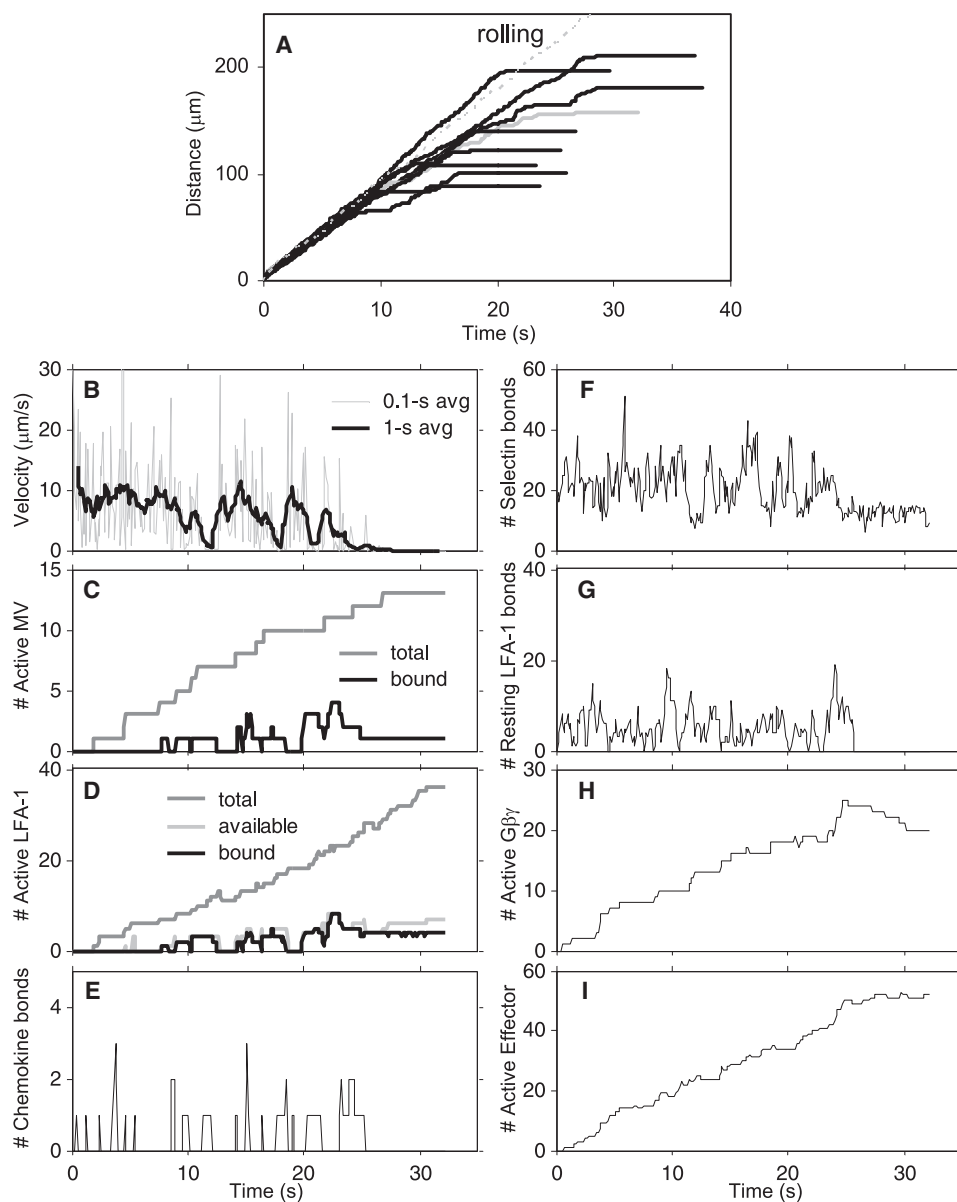 A
rolling
Distance (μm)
200
100
0
0 10 20 30 40
Time (s)
B
0.1-s avg
1-s avg
Velocity (μm/s)
30
20
10
0
C
total
bound
# Active MV
15
10
5
0
D
total
available
bound
# Active LFA-1
40
20
0
E
# Chemokine bonds
4
2
0
0 10 20 30
Time (s)
F
# Selectin bonds
60
40
20
0
G
# Resting LFA-1 bonds
40
20
0
H
# Active Gβγ
30
20
10
0
I
# Active Effector
60
40
20
0
0 10 20 30
Time (s)